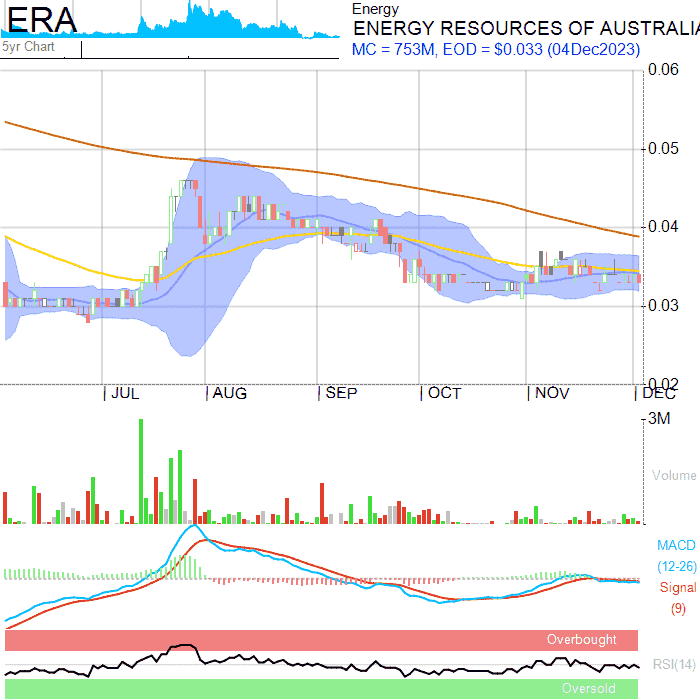 ERA
5yr Chart
Energy
ENERGY RESOURCES OF AUSTRALIA
MC = 753M, EOD = $0.033 (04Dec2023)
0.06
0.05
0.04
0.03
0.02
JUL AUG SEP OCT NOV DEC
3M
Volume
MACD
(12-26)
Signal
(9)
Overbought
RSI(14)
Oversold